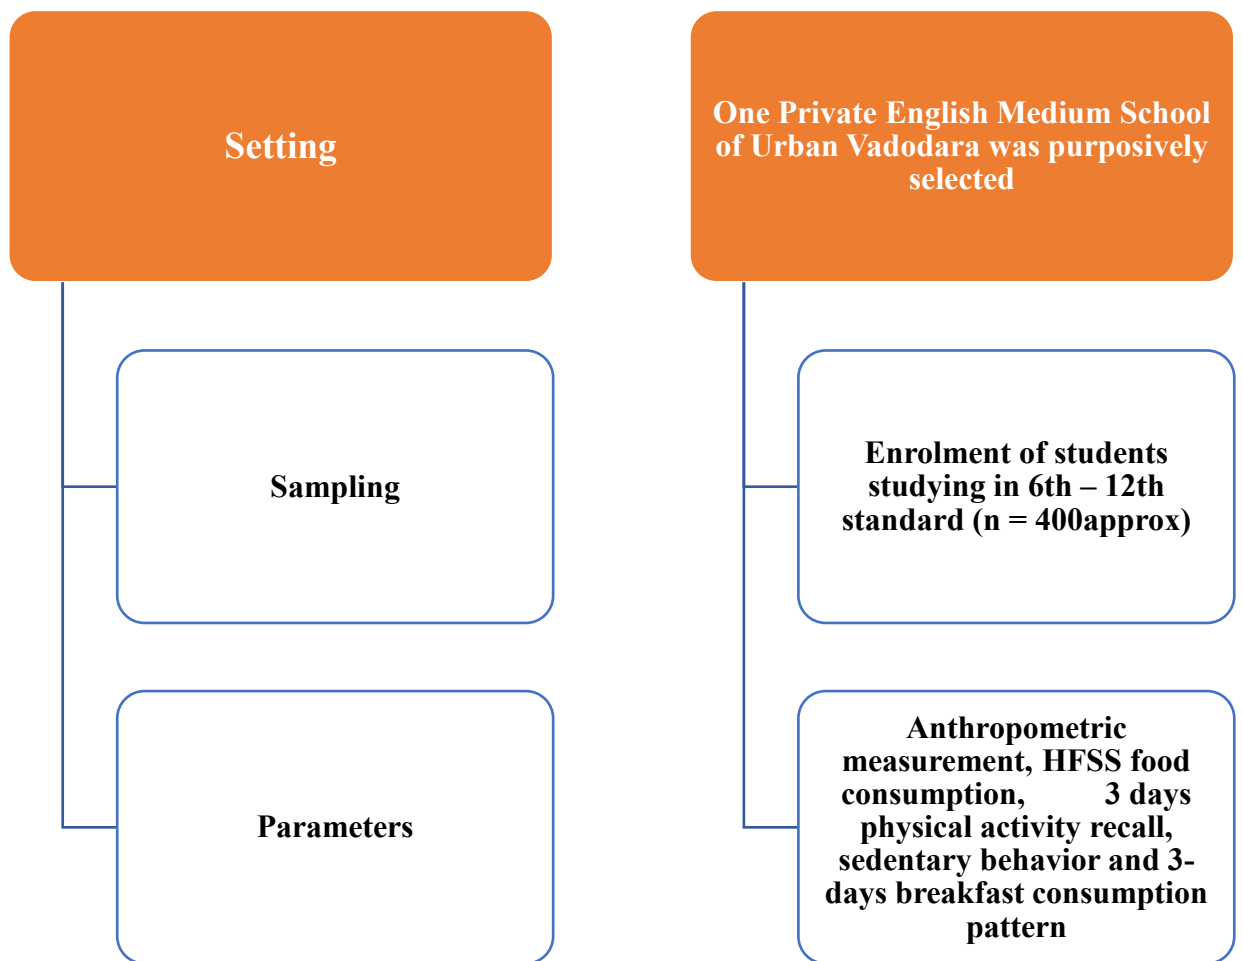 Setting
One Private English Medium School
of Urban Vadodara was purposively
selected
Sampling
Enrolment of students
studying in 6th – 12th
standard (n = 400approx)
Parameters
Anthropometric
measurement, HFSS food
consumption, 3 days
physical activity recall,
sedentary behavior and 3-
days breakfast consumption
pattern